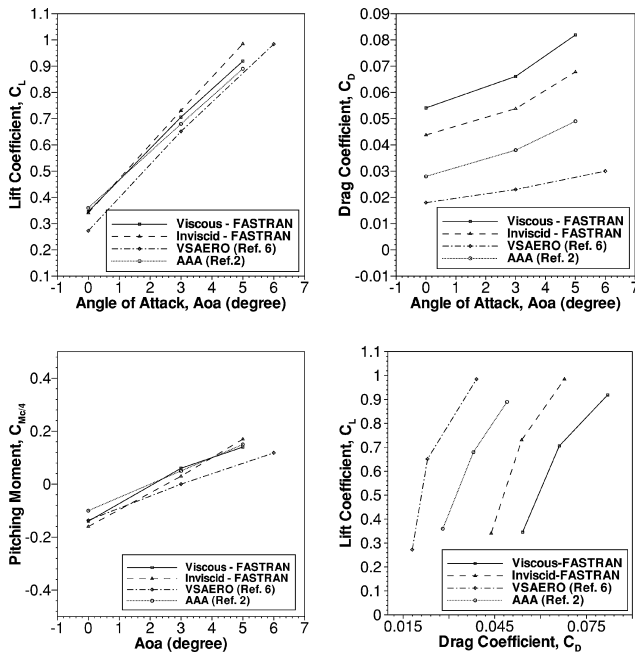 1.1
1
0.9
0.8
0.7
0.6
0.5
0.4
0.3
0.2
0.1
Lift Coefficient, CL
-1 0 1 2 3 4 5 6 7
Angle of Attack, Aoa (degree)
Viscous - FASTRAN
Inviscid - FASTRAN
VSAERO (Ref. 6)
AAA (Ref.2)
0.09
0.08
0.07
0.06
0.05
0.04
0.03
0.02
0.01
0
-0.01
Drag Coefficient, CD
-1 0 1 2 3 4 5 6 7
Angle of Attack, Aoa (degree)
Viscous - FASTRAN
Inviscid - FASTRAN
VSAERO (Ref. 6)
AAA (Ref. 2)
0.4
0.2
0
-0.2
-0.4
Pitching Moment, CMc/4
-1 0 1 2 3 4 5 6 7
Aoa (degree)
Viscous - FASTRAN
Inviscid - FASTRAN
VSAERO (Ref. 6)
AAA (Ref. 2)
1.1
1
0.9
0.8
0.7
0.6
0.5
0.4
0.3
0.2
0.1
0
Lift Coefficient, CL
0.015 0.045 0.075
Drag Coefficient, CD
Viscous-FASTRAN
Inviscid-FASTRAN
VSAERO (Ref. 6)
AAA (Ref. 2)